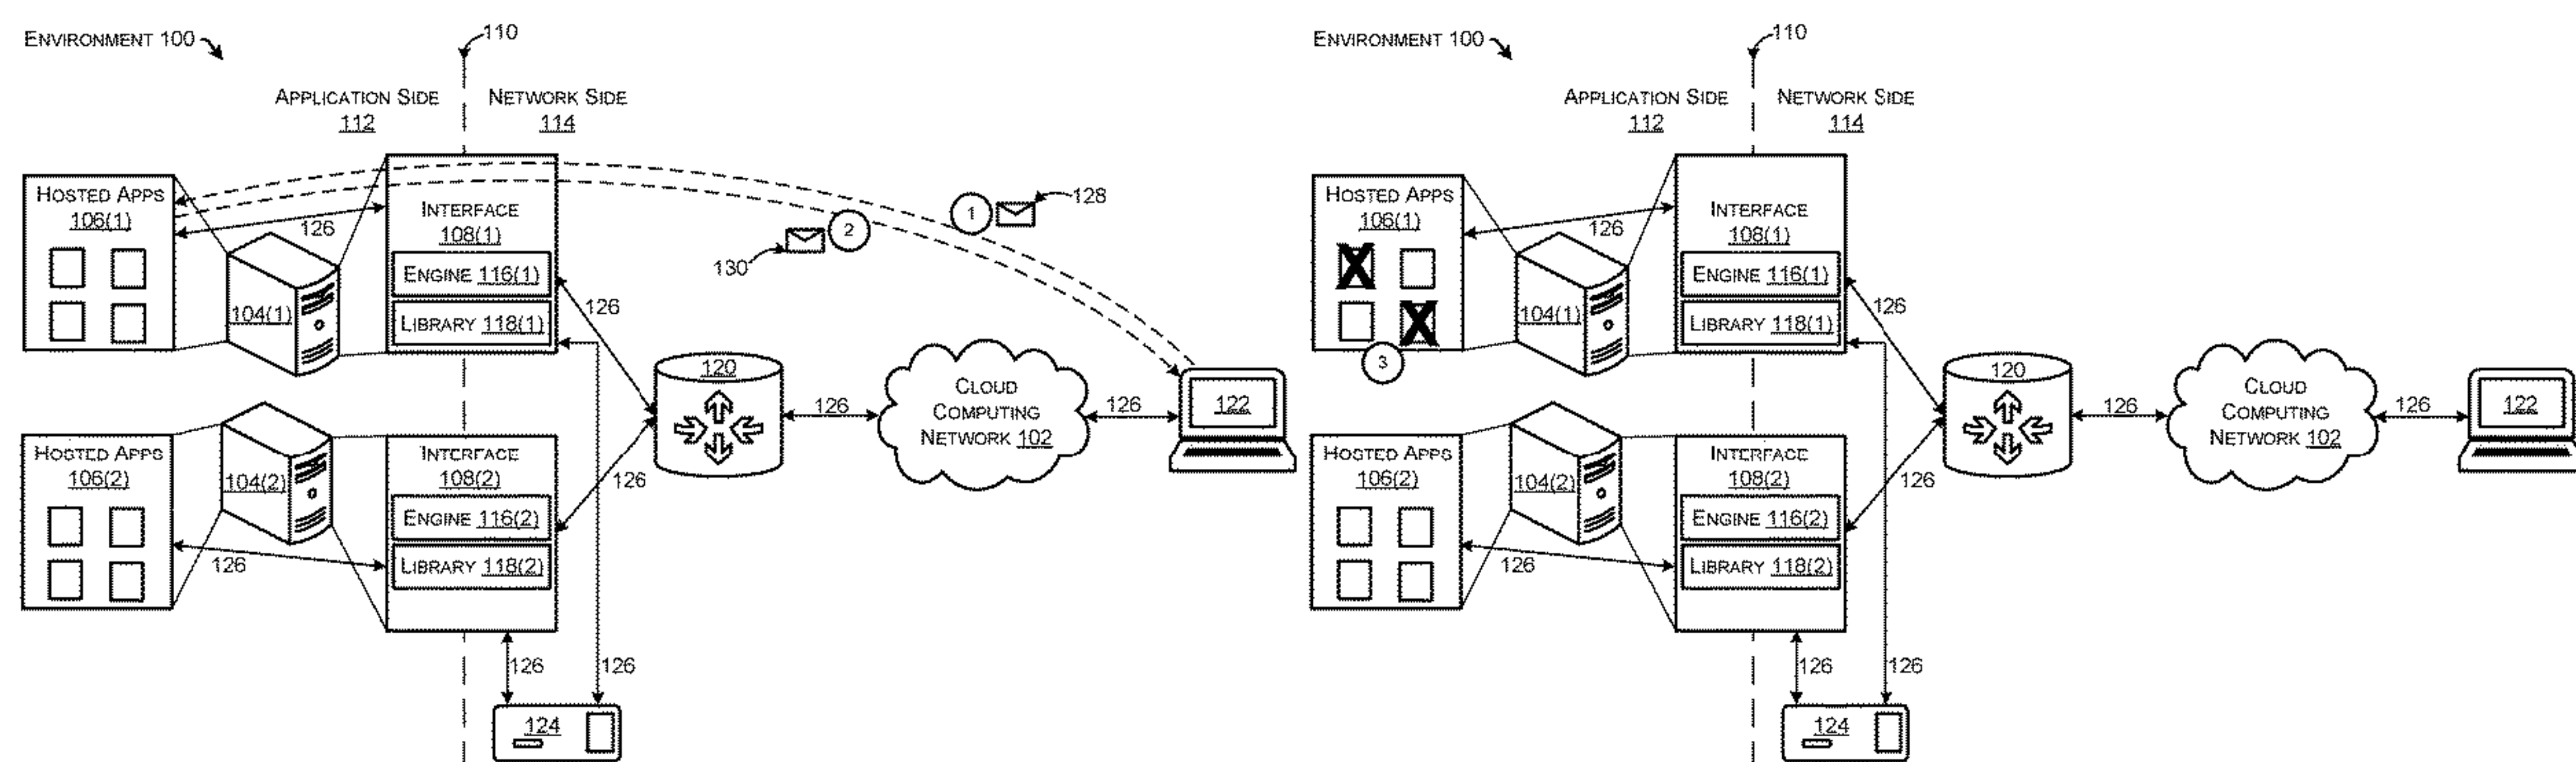 ENVIRONMENT 100
110
APPLICATION SIDE
112
NETWORK SIDE
114
HOSTED APPS
106(1)
126
104(1)
INTERFACE
108(1)
ENGINE 116(1)
LIBRARY 118(1)
1
128
2
130
126
120
126
CLOUD
COMPUTING
NETWORK 102
126
122
HOSTED APPS
106(2)
126
104(2)
INTERFACE
108(2)
ENGINE 116(2)
LIBRARY 118(2)
126
126
126
124
ENVIRONMENT 100
110
APPLICATION SIDE
112
NETWORK SIDE
114
HOSTED APPS
106(1)
3
126
104(1)
INTERFACE
108(1)
ENGINE 116(1)
LIBRARY 118(1)
126
120
126
CLOUD
COMPUTING
NETWORK 102
126
122
HOSTED APPS
106(2)
126
104(2)
INTERFACE
108(2)
ENGINE 116(2)
LIBRARY 118(2)
126
126
126
124